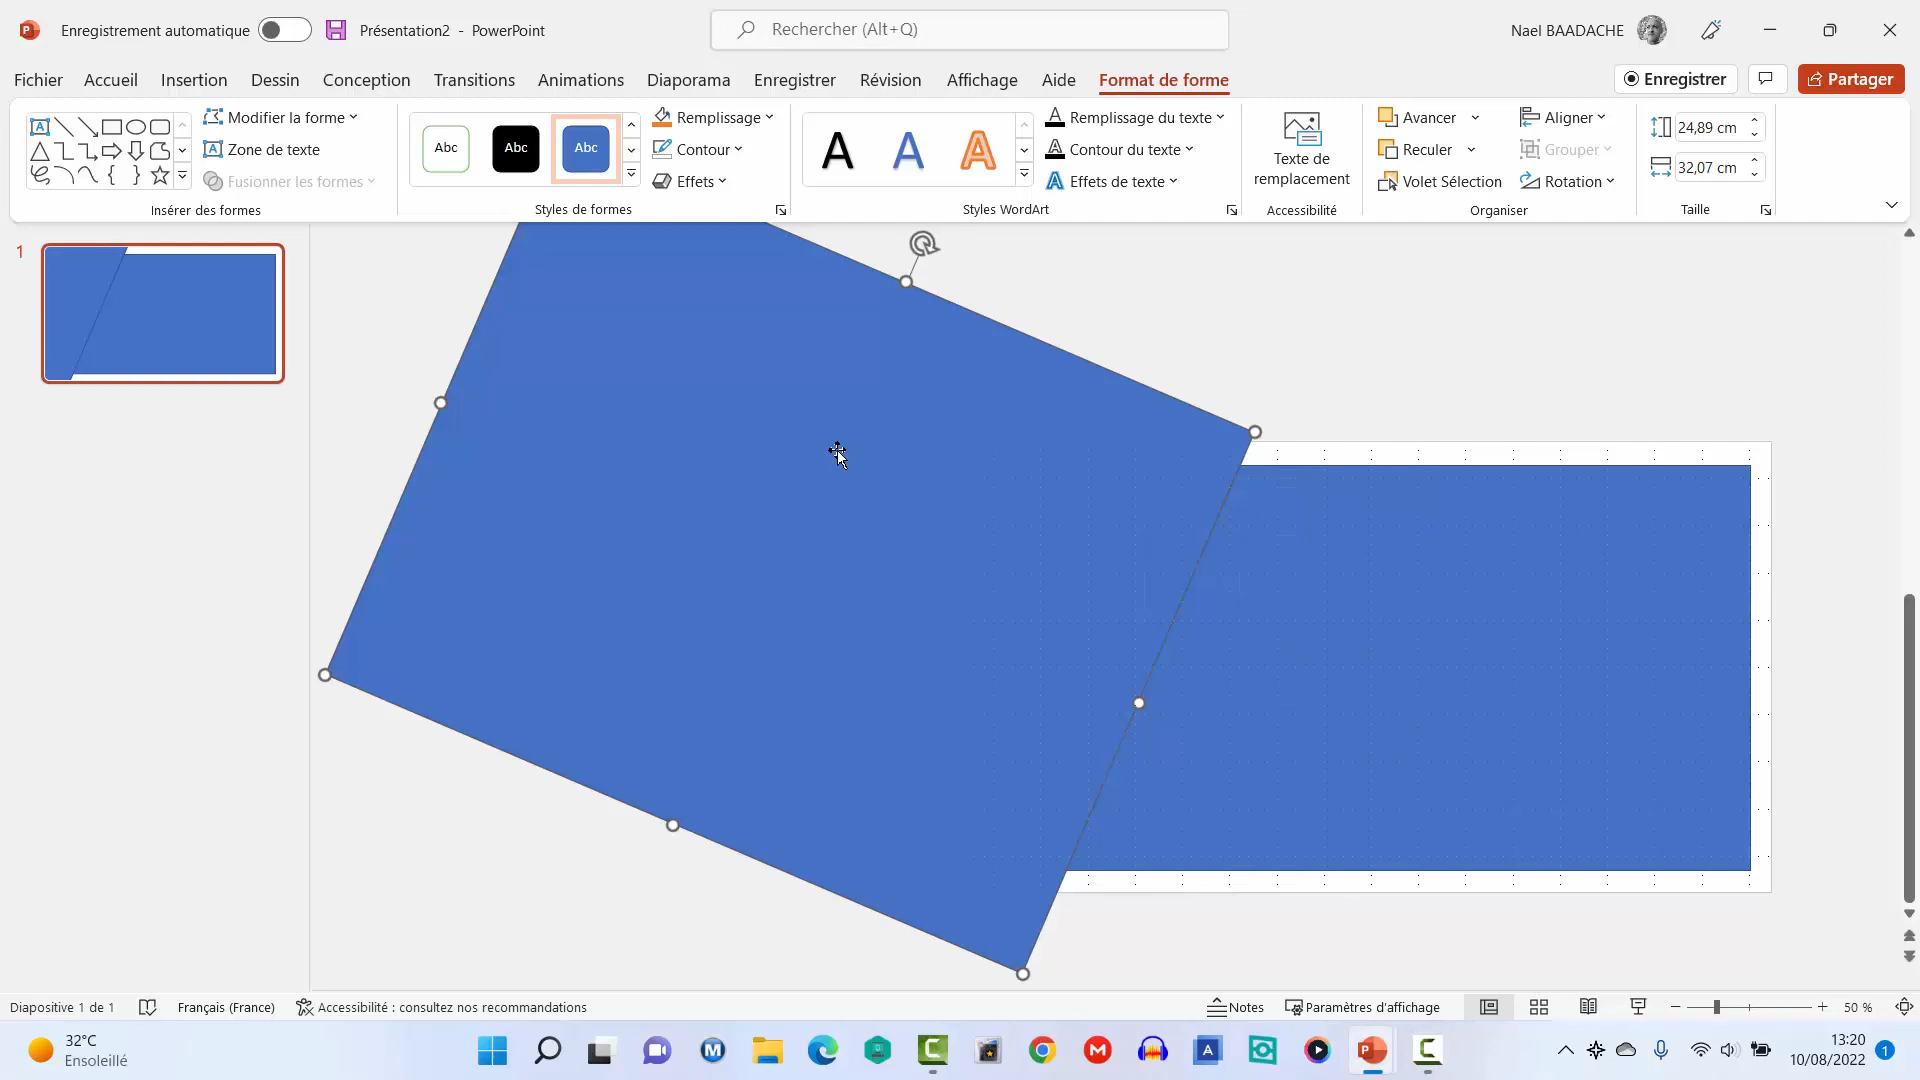 Enregistrement automatique
Présentation2 - PowerPoint
Rechercher (Alt+Q)
Nael BAADACHE
Fichier Accueil Insertion Dessin Conception Transitions Animations Diaporama Enregistrer Révision Affichage Aide Format de forme
Enregistrer
Partager
Modifier la forme
Zone de texte
Fusionner les formes
Insérer des formes
Abc Abc Abc
Remplissage
Contour
Effets
Styles de formes
A A A
Remplissage du texte
Contour du texte
Effets de texte
Styles WordArt
Texte de
remplacement
Accessibilité
Avancer
Reculer
Volet Sélection
Aligner
Grouper
Rotation
Organiser
24,89 cm
32,07 cm
Taille
1
Diapositive 1 de 1
Français (France)
Accessibilité : consultez nos recommandations
Notes
Paramètres d'affichage
50 %
32°C
Ensoleillé
13:20
10/08/2022
1